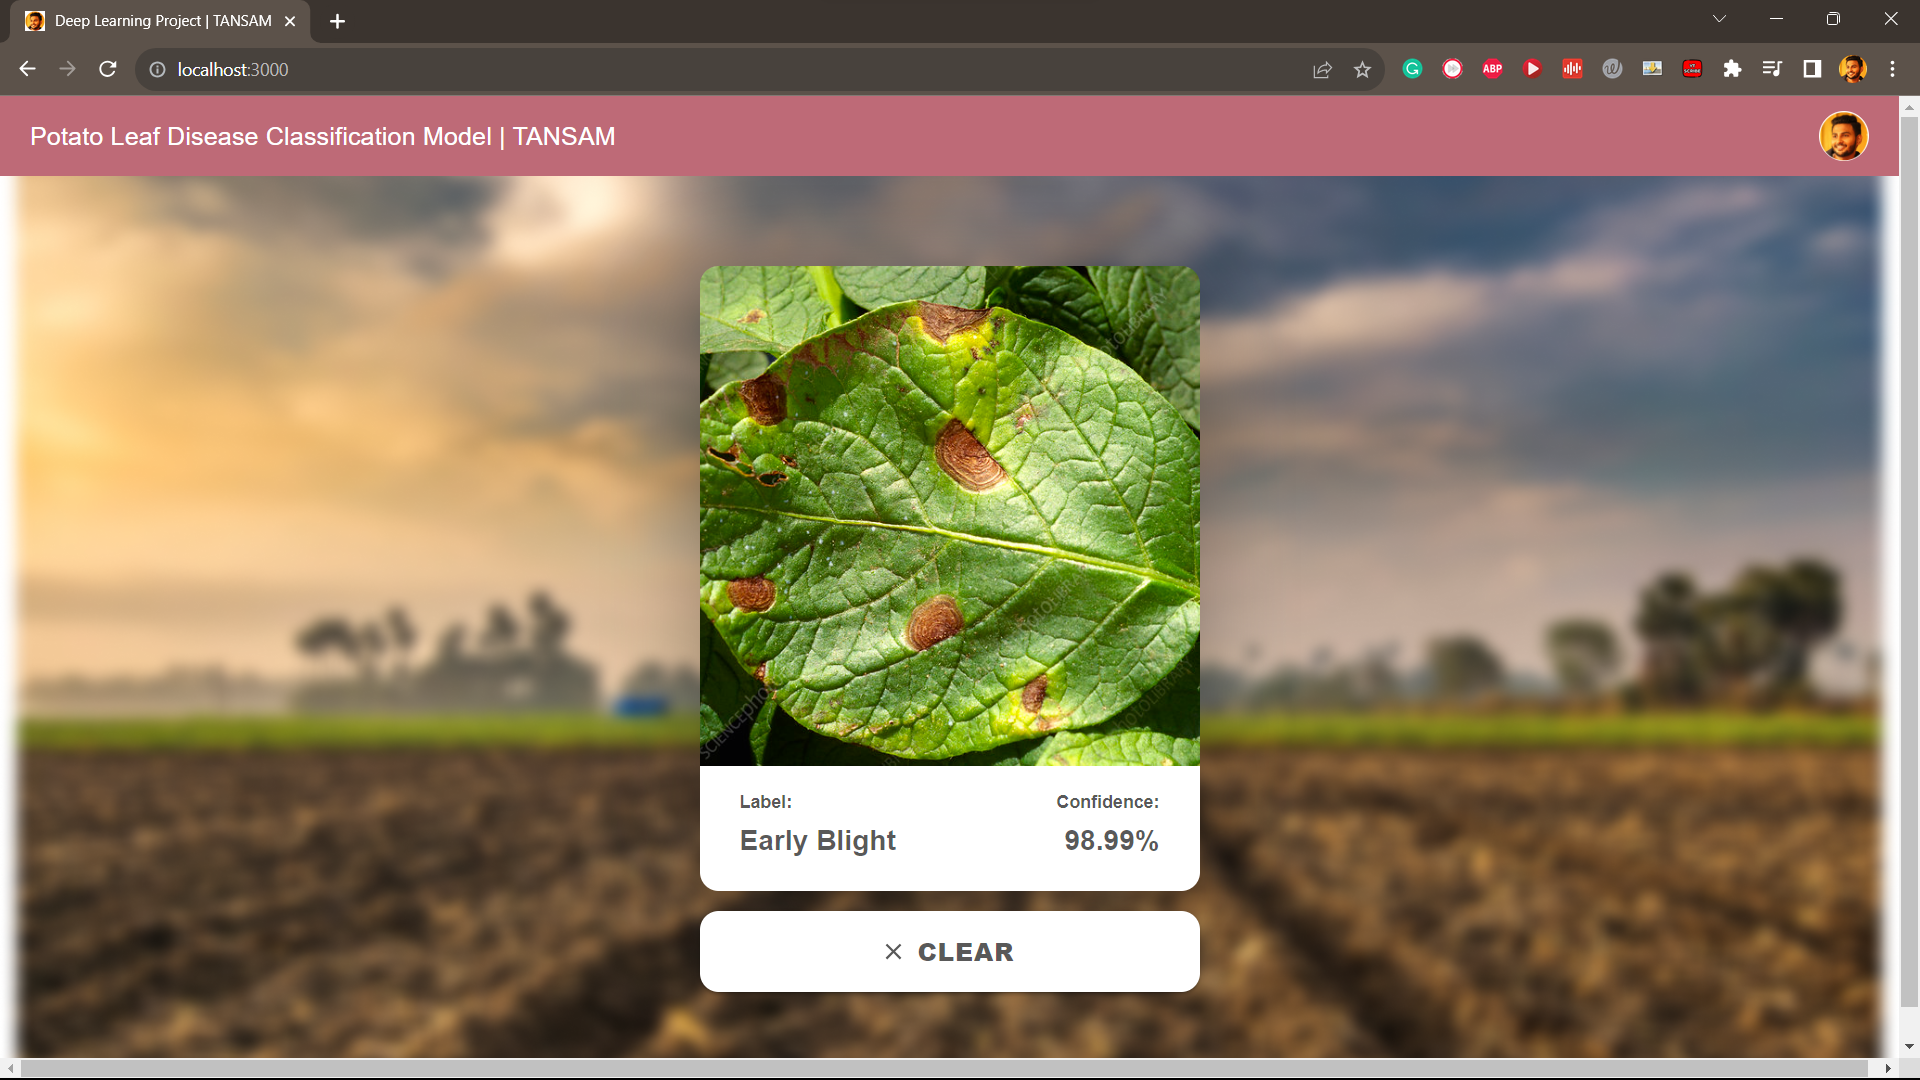 Deep Learning Project | TANSAM
localhost:3000
ABP
Potato Leaf Disease Classification Model | TANSAM
Label:
Confidence:
Early Blight
98.99%
CLEAR